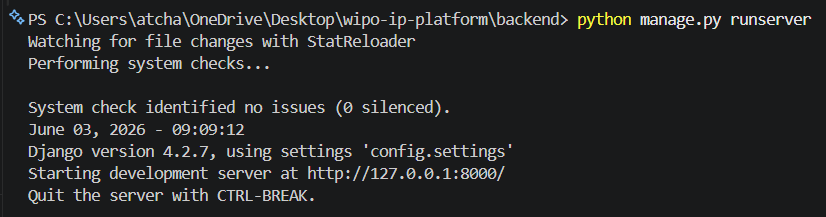 PS C:\Users\atcha\OneDrive\Desktop\wipo-ip-platform\backend> python manage.py runserver
Watching for file changes with StatReloader
Performing system checks...

System check identified no issues (0 silenced).
June 03, 2026 - 09:09:12
Django version 4.2.7, using settings 'config.settings'
Starting development server at http://127.0.0.1:8000/
Quit the server with CTRL-BREAK.